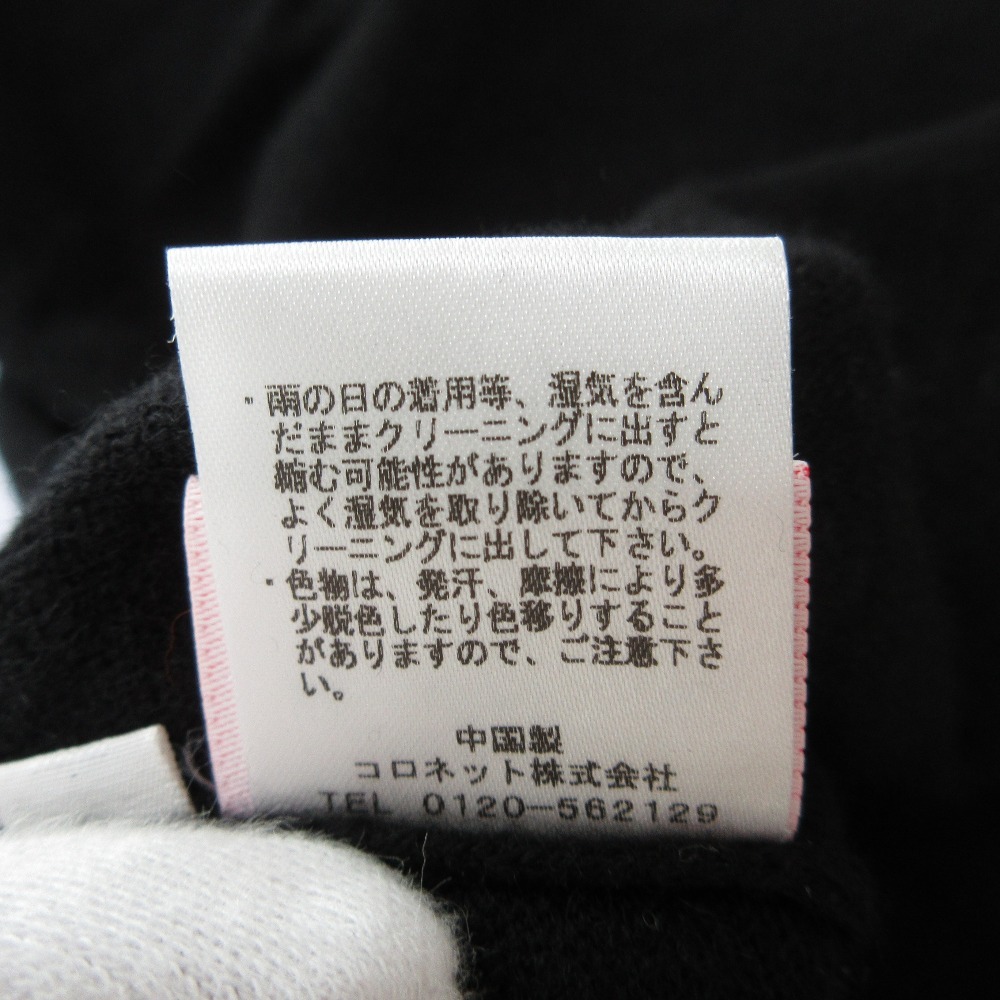 ・雨の日の着用等、湿気を含ん
だままクリーニングに出すと
縮む可能性がありますので、
よく湿気を取り除いてからク
リーニングに出して下さい。
・色物は、発汗、摩擦により多
少脱色したり色移りすること
がありますので、ご注意下さ
い。
中国製
コロネット株式会社
TEL 0120-562129